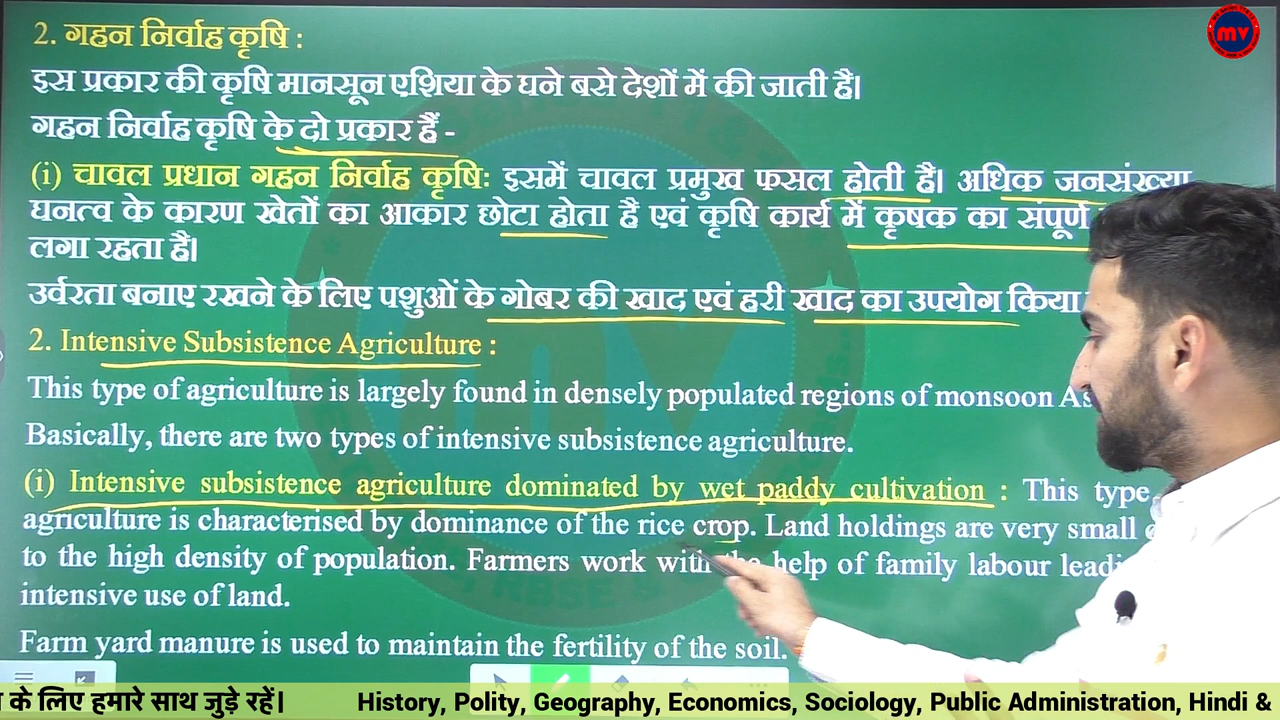 2. गहन निर्वाह कृषि :
mv
इस प्रकार की कृषि मानसून एशिया के घने बसे देशों में की जाती है।
गहन निर्वाह कृषि के दो प्रकार हैं -
(i) चावल प्रधान गहन निर्वाह कृषिः इसमें चावल प्रमुख फसल होती है। अधिक जनसंख्या
घनत्व के कारण खेतों का आकार छोटा होता है एवं कृषि कार्य में कृषक का संपूर्ण
लगा रहता है।
उर्वरता बनाए रखने के लिए पशुओं के गोबर की खाद एवं हरी खाद का उपयोग किया
2. Intensive Subsistence Agriculture :
This type of agriculture is largely found in densely populated regions of monsoon
Basically, there are two types of intensive subsistence agriculture.
(i) Intensive subsistence agriculture dominated by wet paddy cultivation : This type
agriculture is characterised by dominance of the rice crop. Land holdings are very small
to the high density of population. Farmers work with the help of family labour
intensive use of land.
Farm yard manure is used to maintain the fertility of the soil.
के लिए हमारे साथ जुड़े रहें। History, Polity, Geography, Economics, Sociology, Public Administration, Hindi &